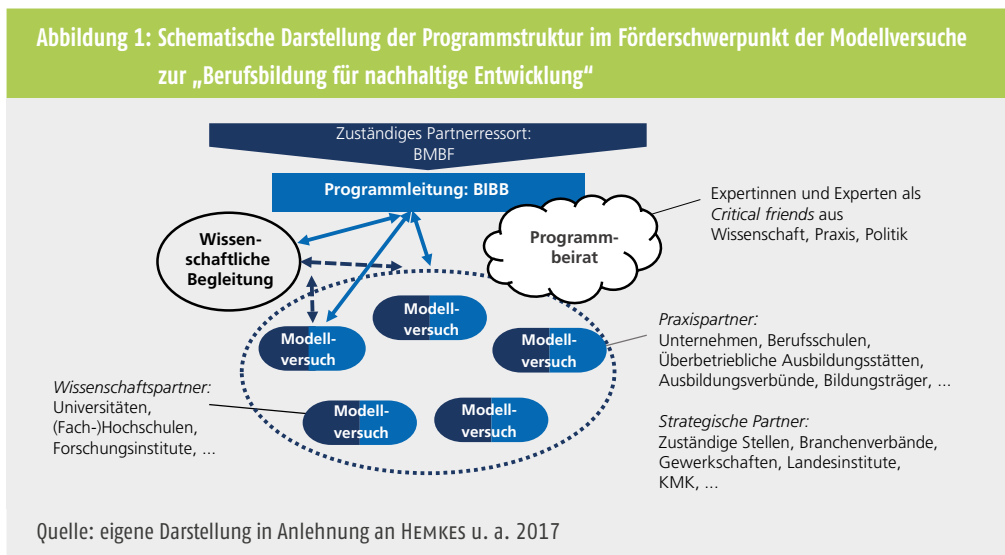 Abbildung 1: Schematische Darstellung der Programmstruktur im Förderschwerpunkt der Modellversuche
zur „Berufsbildung für nachhaltige Entwicklung“
Zuständiges Partnerressort:
BMBF
Programmleitung: BIBB
Expertinnen und Experten als
Critical friends aus
Wissenschaft, Praxis, Politik
Programm-
beirat
Wissen-
schaftliche
Begleitung
Modell-
versuch
Modell-
versuch
Modell-
versuch
Praxispartner:
Unternehmen, Berufsschulen,
Überbetriebliche Ausbildungsstätten,
Ausbildungsverbünde, Bildungsträger, ...
Wissenschaftspartner:
Universitäten,
(Fach-)Hochschulen,
Forschungsinstitute, ...
Modell-
versuch
Modell-
versuch
Strategische Partner:
Zuständige Stellen, Branchenverbände,
Gewerkschaften, Landesinstitute,
KMK, ...
Quelle: eigene Darstellung in Anlehnung an HEMKES u. a. 2017